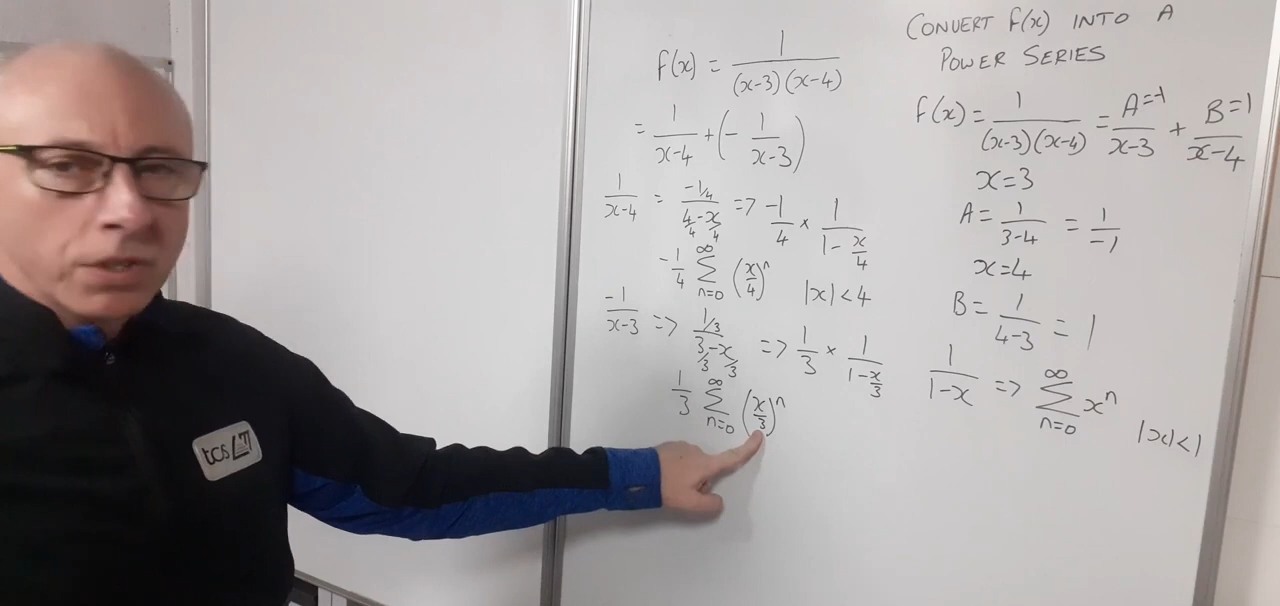 CONVERT f(x) INTO A
POWER SERIES
f(x) = 1/((x-3)(x-4))
= 1/(x-4) + (- 1/(x-3))
1/(x-4) = (-1/4)/(4/4 - x/4) => -1/4 × 1/(1 - x/4)
-1/4 ∑ n=0 ∞ (x/4)^n |x| < 4
-1/(x-3) => (1/3)/(3/3 - x/3) => 1/3 × 1/(1 - x/3)
1/3 ∑ n=0 ∞ (x/3)^n
f(x) = 1/((x-3)(x-4)) = A=-1/(x-3) + B=1/(x-4)
x = 3
A = 1/(3-4) = 1/-1
x = 4
B = 1/(4-3) = 1
1/(1-x) => ∑ n=0 ∞ x^n
|x| < 1
tcs